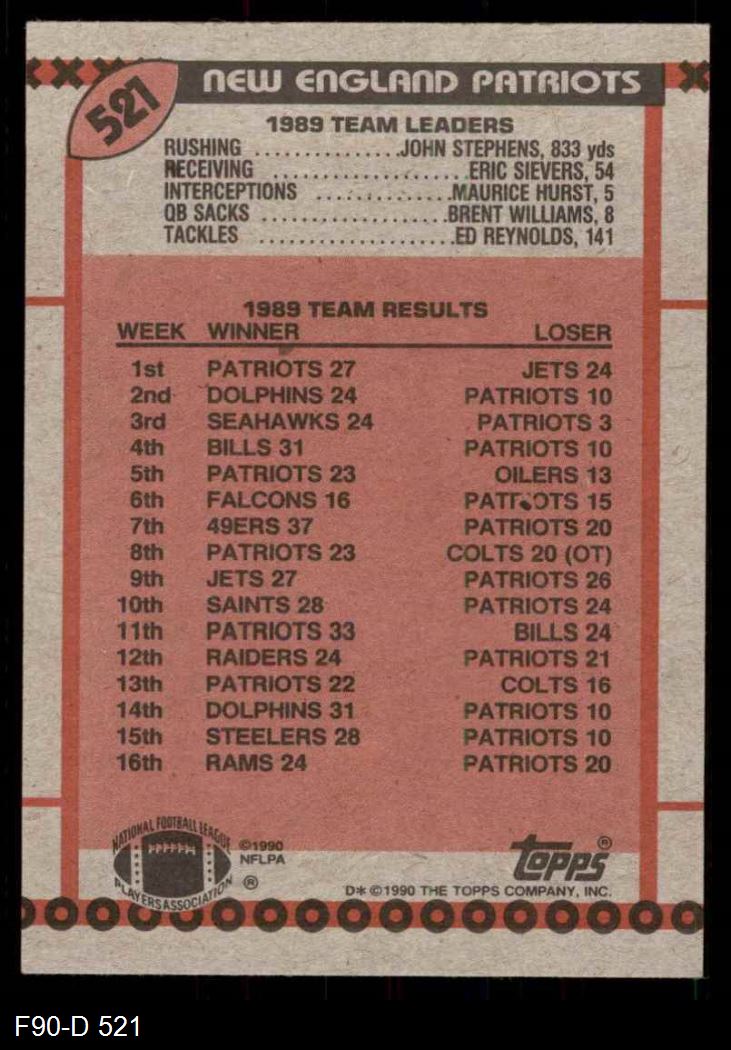 521
NEW ENGLAND PATRIOTS
1989 TEAM LEADERS
RUSHING ...............JOHN STEPHENS, 833 yds
RECEIVING ....................ERIC SIEVERS, 54
INTERCEPTIONS ..............MAURICE HURST, 5
QB SACKS ...................BRENT WILLIAMS, 8
TACKLES .....................ED REYNOLDS, 141
1989 TEAM RESULTS
WEEK WINNER LOSER
1st PATRIOTS 27 JETS 24
2nd DOLPHINS 24 PATRIOTS 10
3rd SEAHAWKS 24 PATRIOTS 3
4th BILLS 31 PATRIOTS 10
5th PATRIOTS 23 OILERS 13
6th FALCONS 16 PATRIOTS 15
7th 49ERS 37 PATRIOTS 20
8th PATRIOTS 23 COLTS 20 (OT)
9th JETS 27 PATRIOTS 26
10th SAINTS 28 PATRIOTS 24
11th PATRIOTS 33 BILLS 24
12th RAIDERS 24 PATRIOTS 21
13th PATRIOTS 22 COLTS 16
14th DOLPHINS 31 PATRIOTS 10
15th STEELERS 28 PATRIOTS 10
16th RAMS 24 PATRIOTS 20
NATIONAL FOOTBALL LEAGUE
PLAYERS ASSOCIATION
®
©1990
NFLPA
topps®
D* ©1990 THE TOPPS COMPANY, INC.
F90-D 521